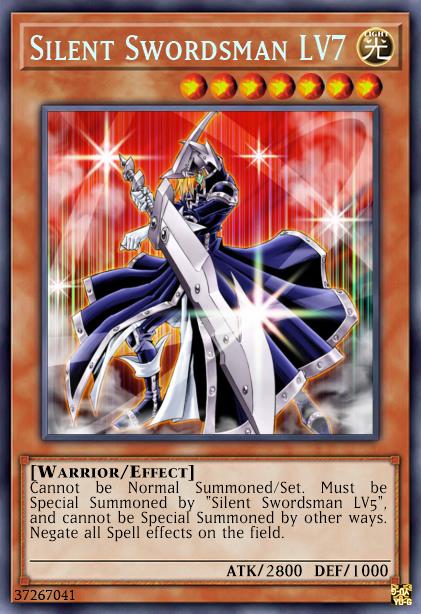 SILENT SWORDSMAN LV7
LIGHT
光
[WARRIOR/EFFECT]
Cannot be Normal Summoned/Set. Must be
Special Summoned by "Silent Swordsman LV5",
and cannot be Special Summoned by other ways.
Negate all Spell effects on the field.
ATK/2800 DEF/1000
37267041